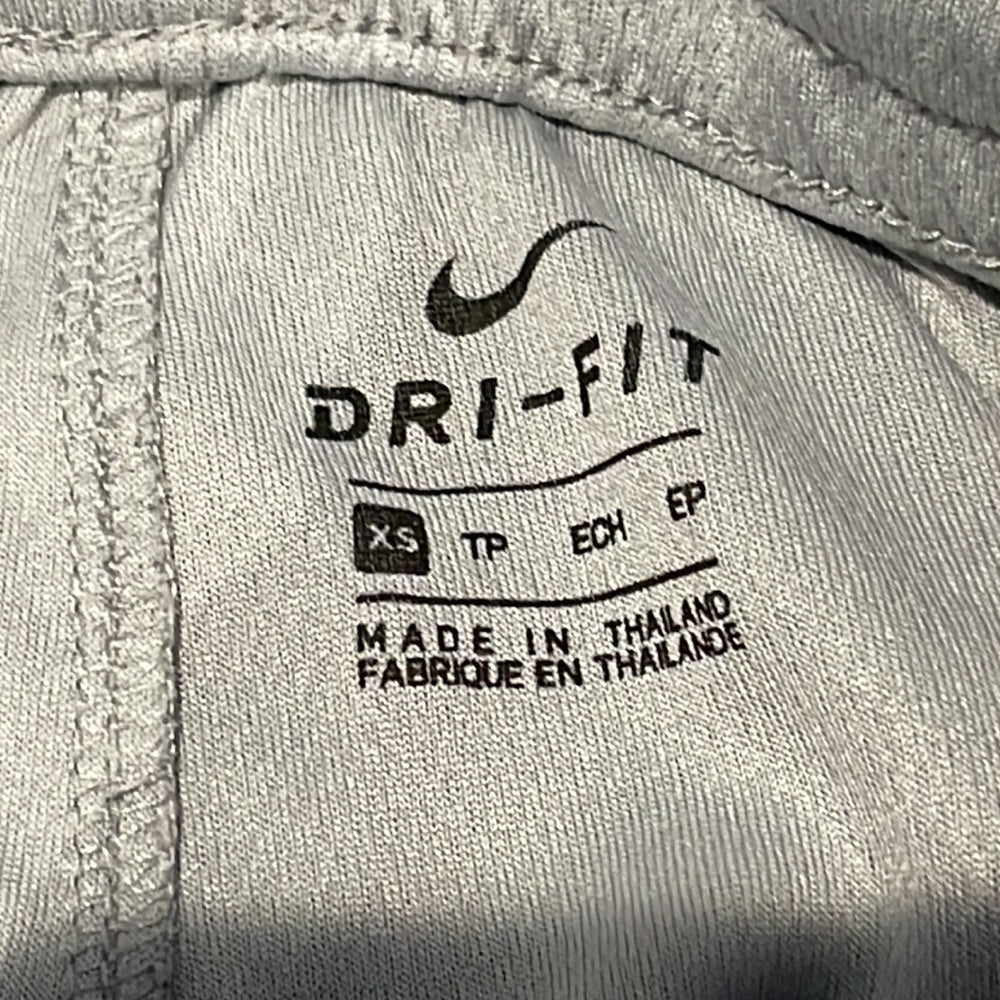 DRI-FIT
XS TP ECH EP
MADE IN THAILAND
FABRIQUE EN THAILANDE